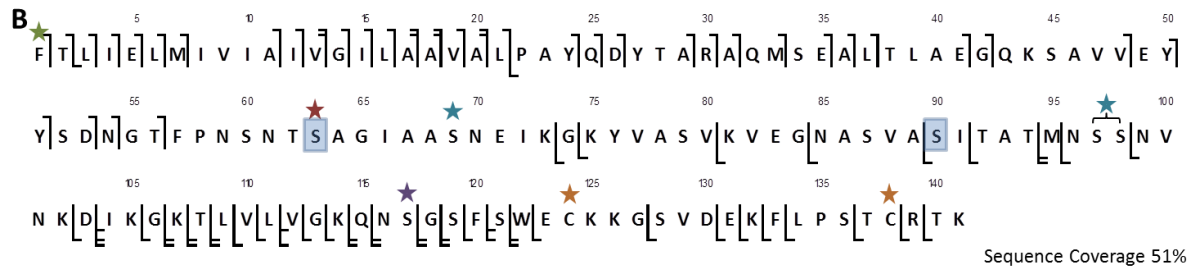 B
5 10 15 20 25 30 35 40 45 50
F T L I E L M I V I A I V G I L A A V A L P A Y Q D Y T A R A Q M S E A L T L A E G Q K S A V V E Y
55 60 65 70 75 80 85 90 95 100
Y S D N G T F P N S N T S A G I A A S N E I K G K Y V A S V K V E G N A S V A S I T A T M N S S N V
105 110 115 120 125 130 135 140
N K D I K G K T L V L V G K Q N S G S F S W E C K K G S V D E K F L P S T C R T K
Sequence Coverage 51%